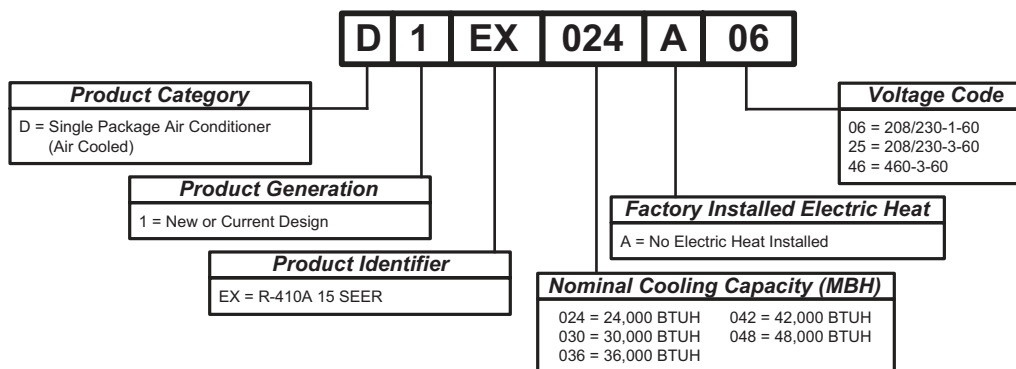 D 1 EX 024 A 06
Product Category
D = Single Package Air Conditioner
(Air Cooled)
Voltage Code
06 = 208/230-1-60
25 = 208/230-3-60
46 = 460-3-60
Product Generation
1 = New or Current Design
Factory Installed Electric Heat
A = No Electric Heat Installed
Product Identifier
EX = R-410A 15 SEER
Nominal Cooling Capacity (MBH)
024 = 24,000 BTUH 042 = 42,000 BTUH
030 = 30,000 BTUH 048 = 48,000 BTUH
036 = 36,000 BTUH